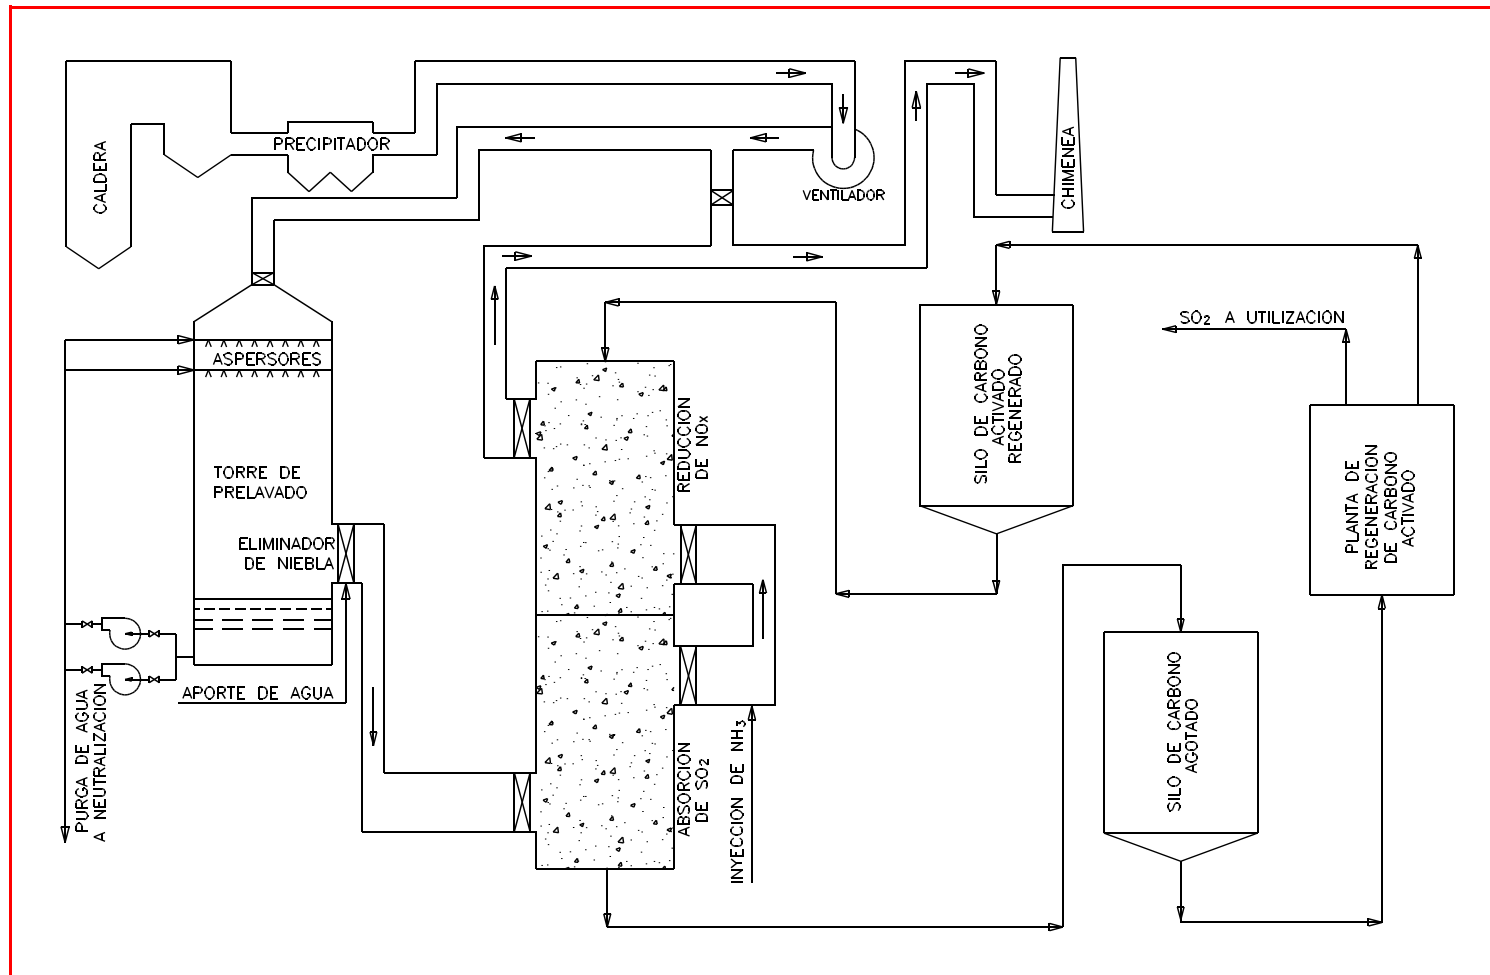 CALDERA
PRECIPITADOR
VENTILADOR
CHIMENEA
ASPERSORES
TORRE DE
PRELAVADO
ELIMINADOR
DE NIEBLA
APORTE DE AGUA
PURGA DE AGUA
A NEUTRALIZACION
REDUCCION
DE NOx
ABSORCION
DE SO2
INYECCION DE NH3
SILO DE CARBONO
ACTIVADO
REGENERADO
SO2 A UTILIZACION
PLANTA DE
REGENERACION
DE CARBONO
ACTIVADO
SILO DE CARBONO
AGOTADO